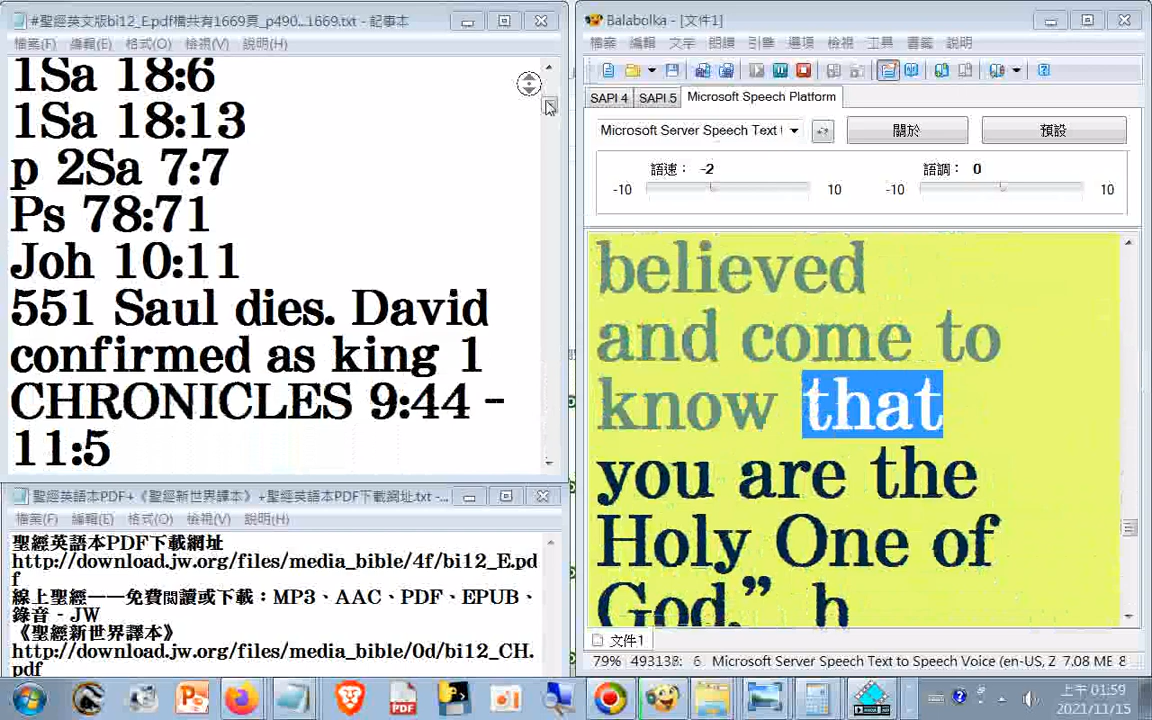 #聖經英文版bi12_E.pdf檔共有1669頁_p490...1669.txt - 記事本
檔案(F) 編輯(E) 格式(O) 檢視(V) 說明(H)
1Sa 18:6
1Sa 18:13
p 2Sa 7:7
Ps 78:71
Joh 10:11
551 Saul dies. David
confirmed as king 1
CHRONICLES 9:44 -
11:5
聖經英語本PDF+《聖經新世界譯本》+聖經英語本PDF下載網址.txt - ...
檔案(F) 編輯(E) 格式(O) 檢視(V) 說明(H)
聖經英語本PDF下載網址
http://download.jw.org/files/media_bible/4f/bi12_E.pd
f
線上聖經——免費閱讀或下載：MP3、AAC、PDF、EPUB、
錄音 - JW
《聖經新世界譯本》
http://download.jw.org/files/media_bible/0d/bi12_CH.
pdf
Balabolka - [文件1]
檔案 編輯 文字 朗讀 引擎 選項 檢視 工具 書籤 說明
SAPI 4 SAPI 5 Microsoft Speech Platform
Microsoft Server Speech Text 關於 預設
語速： -2 語調： 0
-10 10 -10 10
believed
and come to
know that
you are the
Holy One of
God.” h
文件1
79% 493138: 6 Microsoft Server Speech Text to Speech Voice (en-US, Z 7.08 ME 8
PDF
上午 01:59
2021/11/15